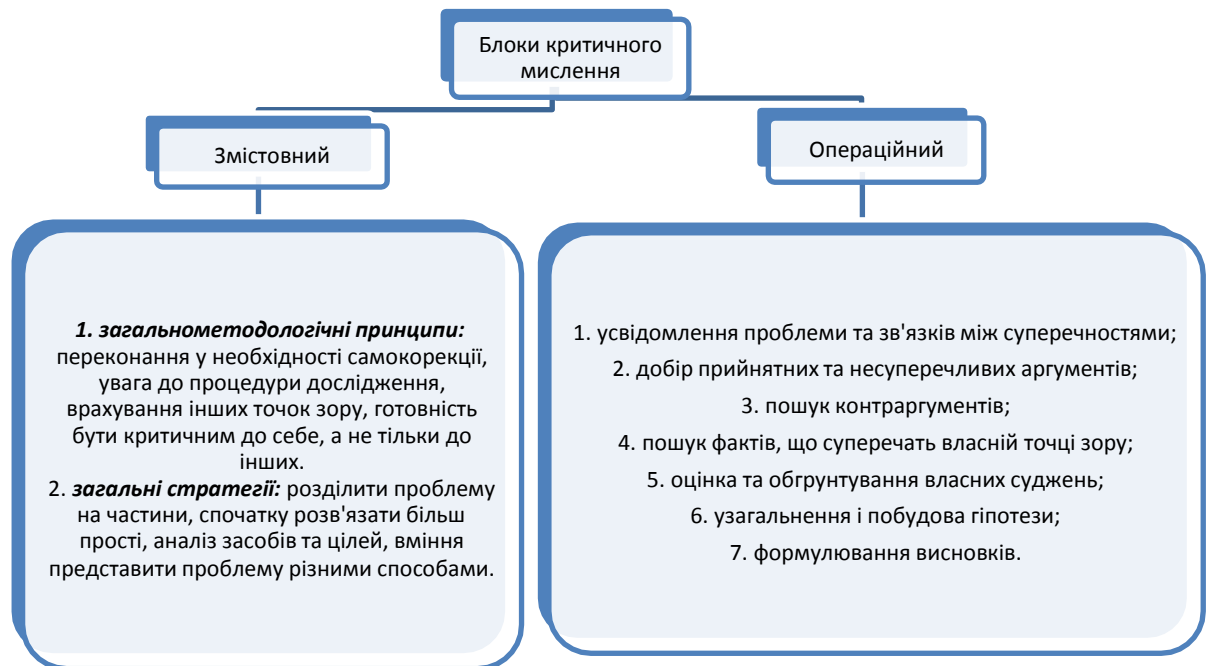 Блоки критичного
мислення
Змістовний
Операційний
1. загальнометодологічні принципи:
переконання у необхідності самокорекції,
увага до процедури дослідження,
врахування інших точок зору, готовність
бути критичним до себе, а не тільки до
інших.
2. загальні стратегії: розділити проблему
на частини, спочатку розв'язати більш
прості, аналіз засобів та цілей, вміння
представити проблему різними способами.
1. усвідомлення проблеми та зв'язків між суперечностями;
2. добір прийнятних та несуперечливих аргументів;
3. пошук контраргументів;
4. пошук фактів, що суперечать власній точці зору;
5. оцінка та обгрунтування власних суджень;
6. узагальнення і побудова гіпотези;
7. формулювання висновків.